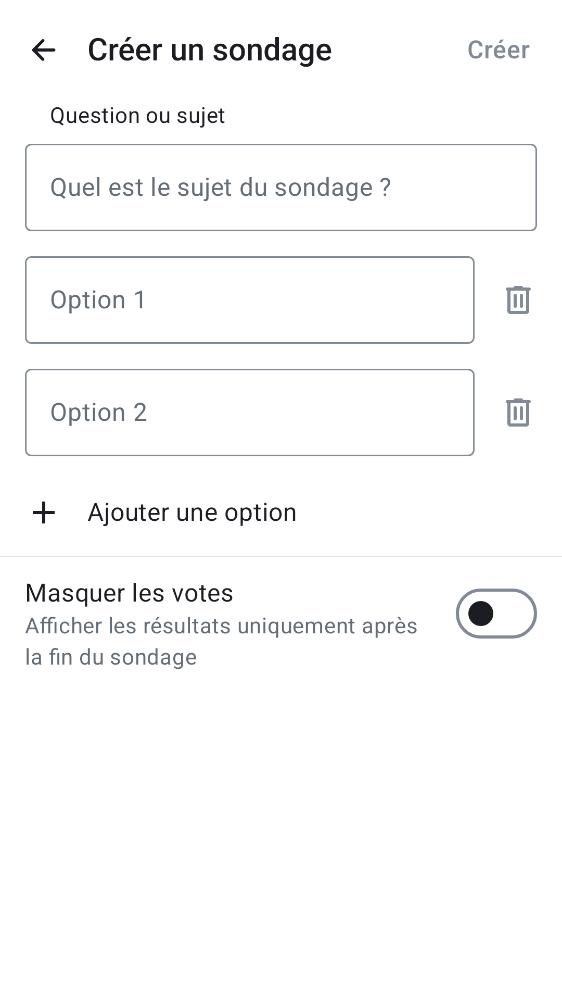 Créer un sondage
Créer
Question ou sujet
Quel est le sujet du sondage ?
Option 1
Option 2
Ajouter une option
Masquer les votes
Afficher les résultats uniquement après
la fin du sondage